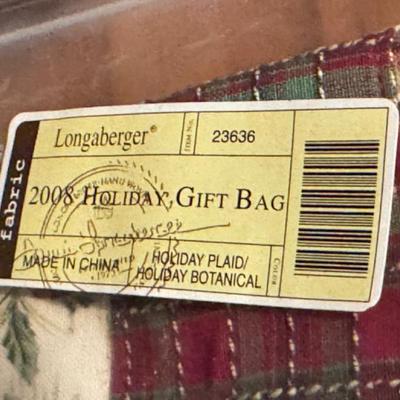 fabric
Longaberger®
ITEM NO.
23636
2008 HOLIDAY GIFT BAG
MADE IN CHINA
HOLIDAY PLAID/
HOLIDAY BOTANICAL
COLOR